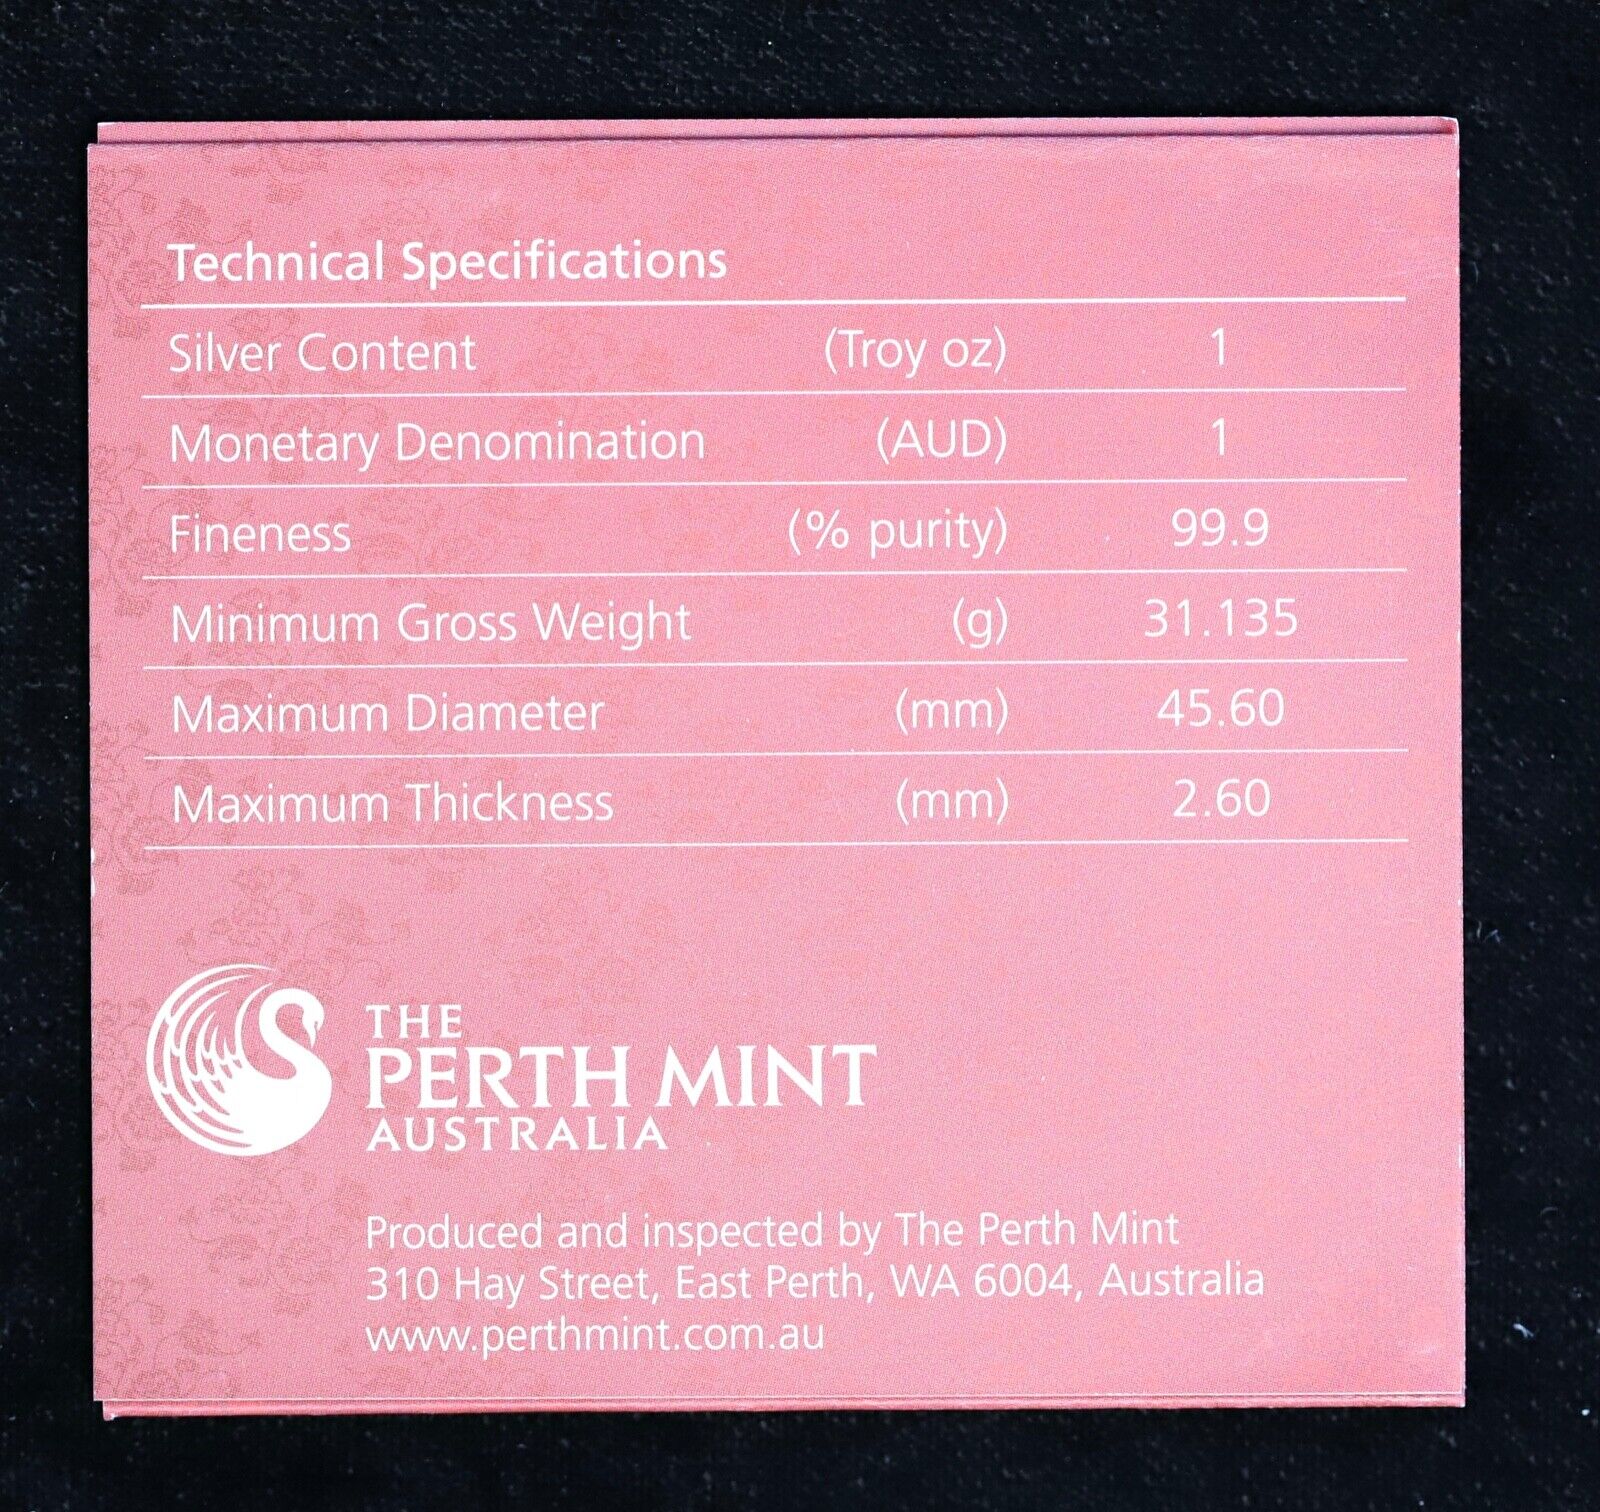 Technical Specifications
Silver Content (Troy oz) 1
Monetary Denomination (AUD) 1
Fineness (% purity) 99.9
Minimum Gross Weight (g) 31.135
Maximum Diameter (mm) 45.60
Maximum Thickness (mm) 2.60
THE
PERTH MINT
AUSTRALIA
Produced and inspected by The Perth Mint
310 Hay Street, East Perth, WA 6004, Australia
www.perthmint.com.au